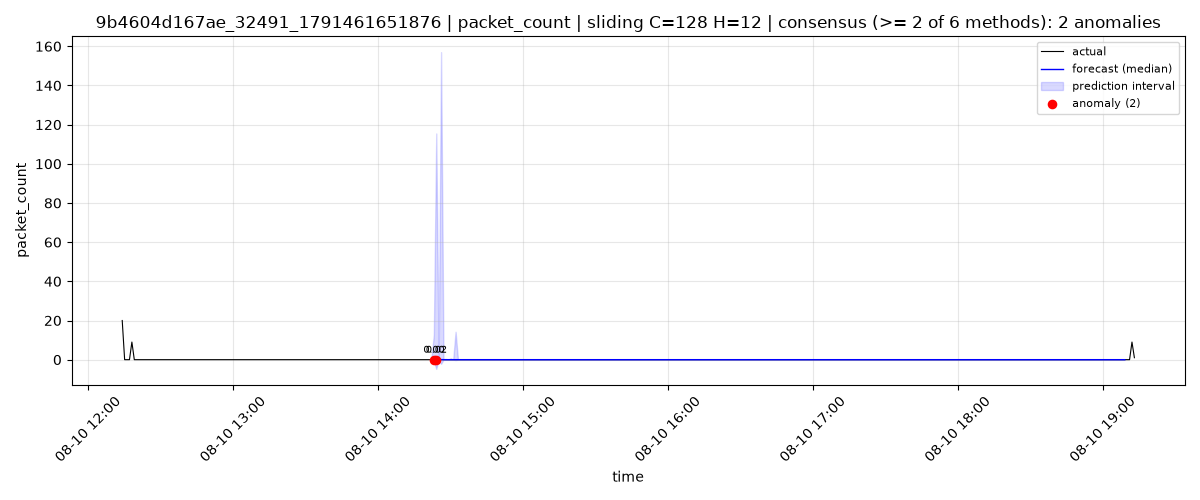 9b4604d167ae_32491_1791461651876 | packet_count | sliding C=128 H=12 | consensus (>= 2 of 6 methods): 2 anomalies
160
140
120
100
80
60
40
20
0
packet_count
actual
forecast (median)
prediction interval
anomaly (2)
08-10 12:00
08-10 13:00
08-10 14:00
08-10 15:00
08-10 16:00
08-10 17:00
08-10 18:00
08-10 19:00
time